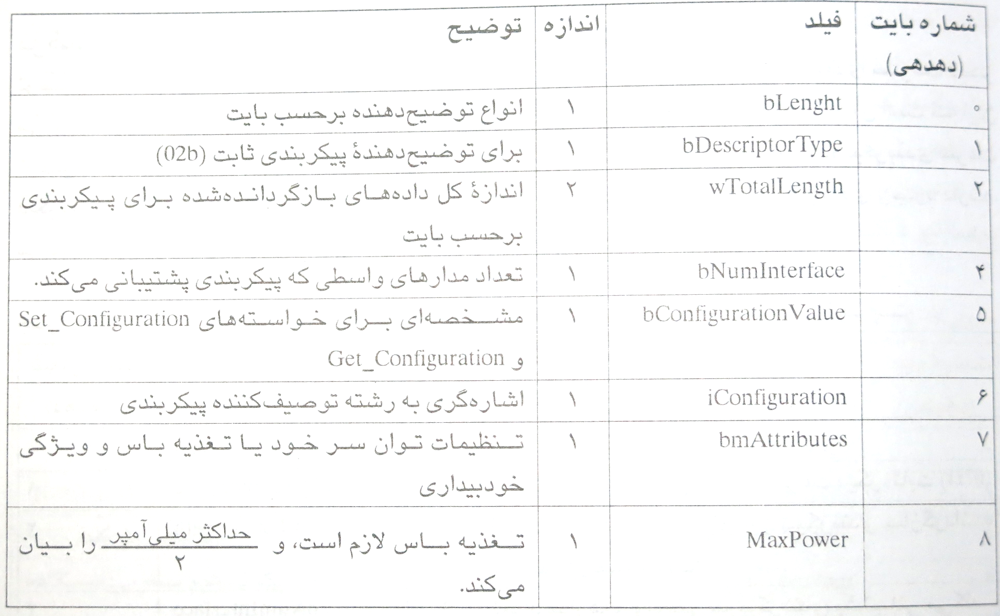 شماره بایت فیلد اندازه توضیح
(دهدهی)
۰ bLenght ۱ انواع توضیح‌دهنده برحسب بایت
۱ bDescriptorType ۱ برای توضیح‌دهندهٔ پیکربندی ثابت (02b)
۲ wTotalLength ۲ اندازهٔ کل داده‌های بازگردانده‌شده برای پیکربندی
برحسب بایت
۴ bNumInterface ۱ تعداد مدارهای واسطی که پیکربندی پشتیبانی می‌کند.
۵ bConfigurationValue ۱ مشخصه‌ای برای خواسته‌های Set_Configuration
و Get_Configuration
۶ iConfiguration ۱ اشاره‌گری به رشته توصیف‌کننده پیکربندی
۷ bmAttributes ۱ تنظیمات توان سر خود یا تغذیه باس و ویژگی
خودبیداری
۸ MaxPower ۱ تغذیه باس لازم است، و حداکثر میلی‌آمپر/۲ را بیان
می‌کند.